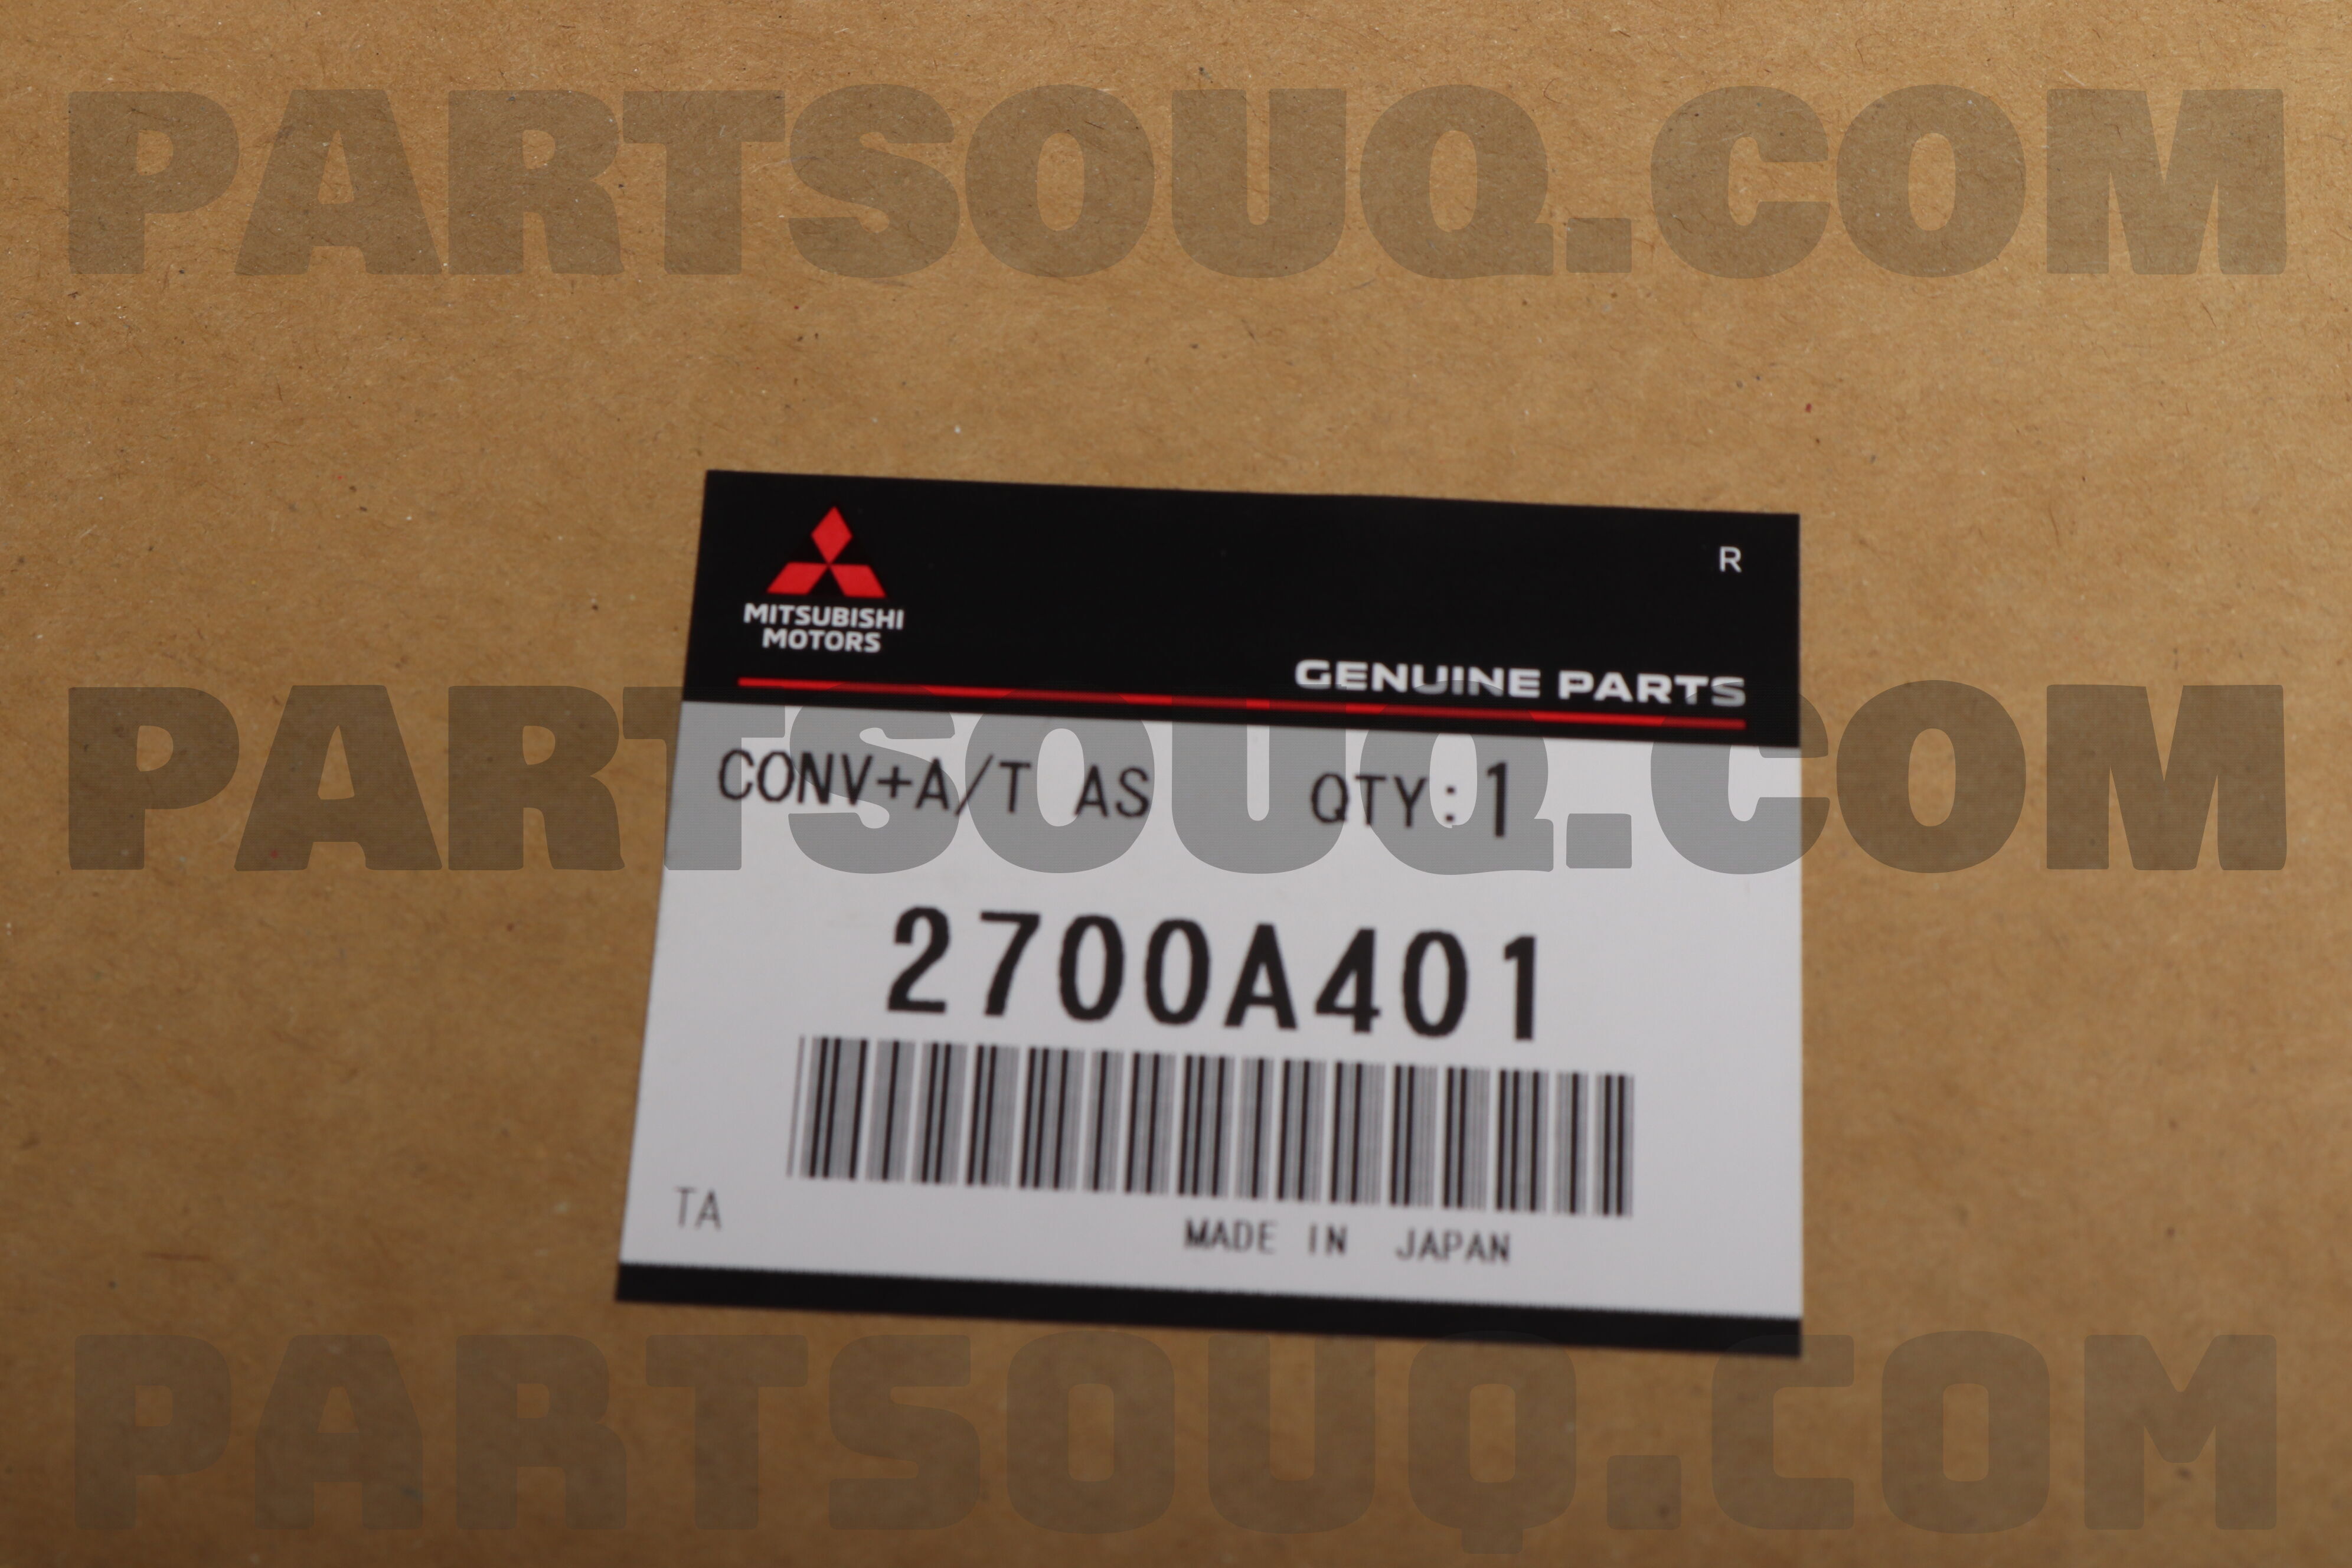 PARTSOUQ.COM
R
MITSUBISHI
MOTORS
GENUINE PARTS
PARTSOUQ.COM
CONV+A/T AS QTY:1
2700A401
TA
MADE IN JAPAN
PARTSOUQ.COM